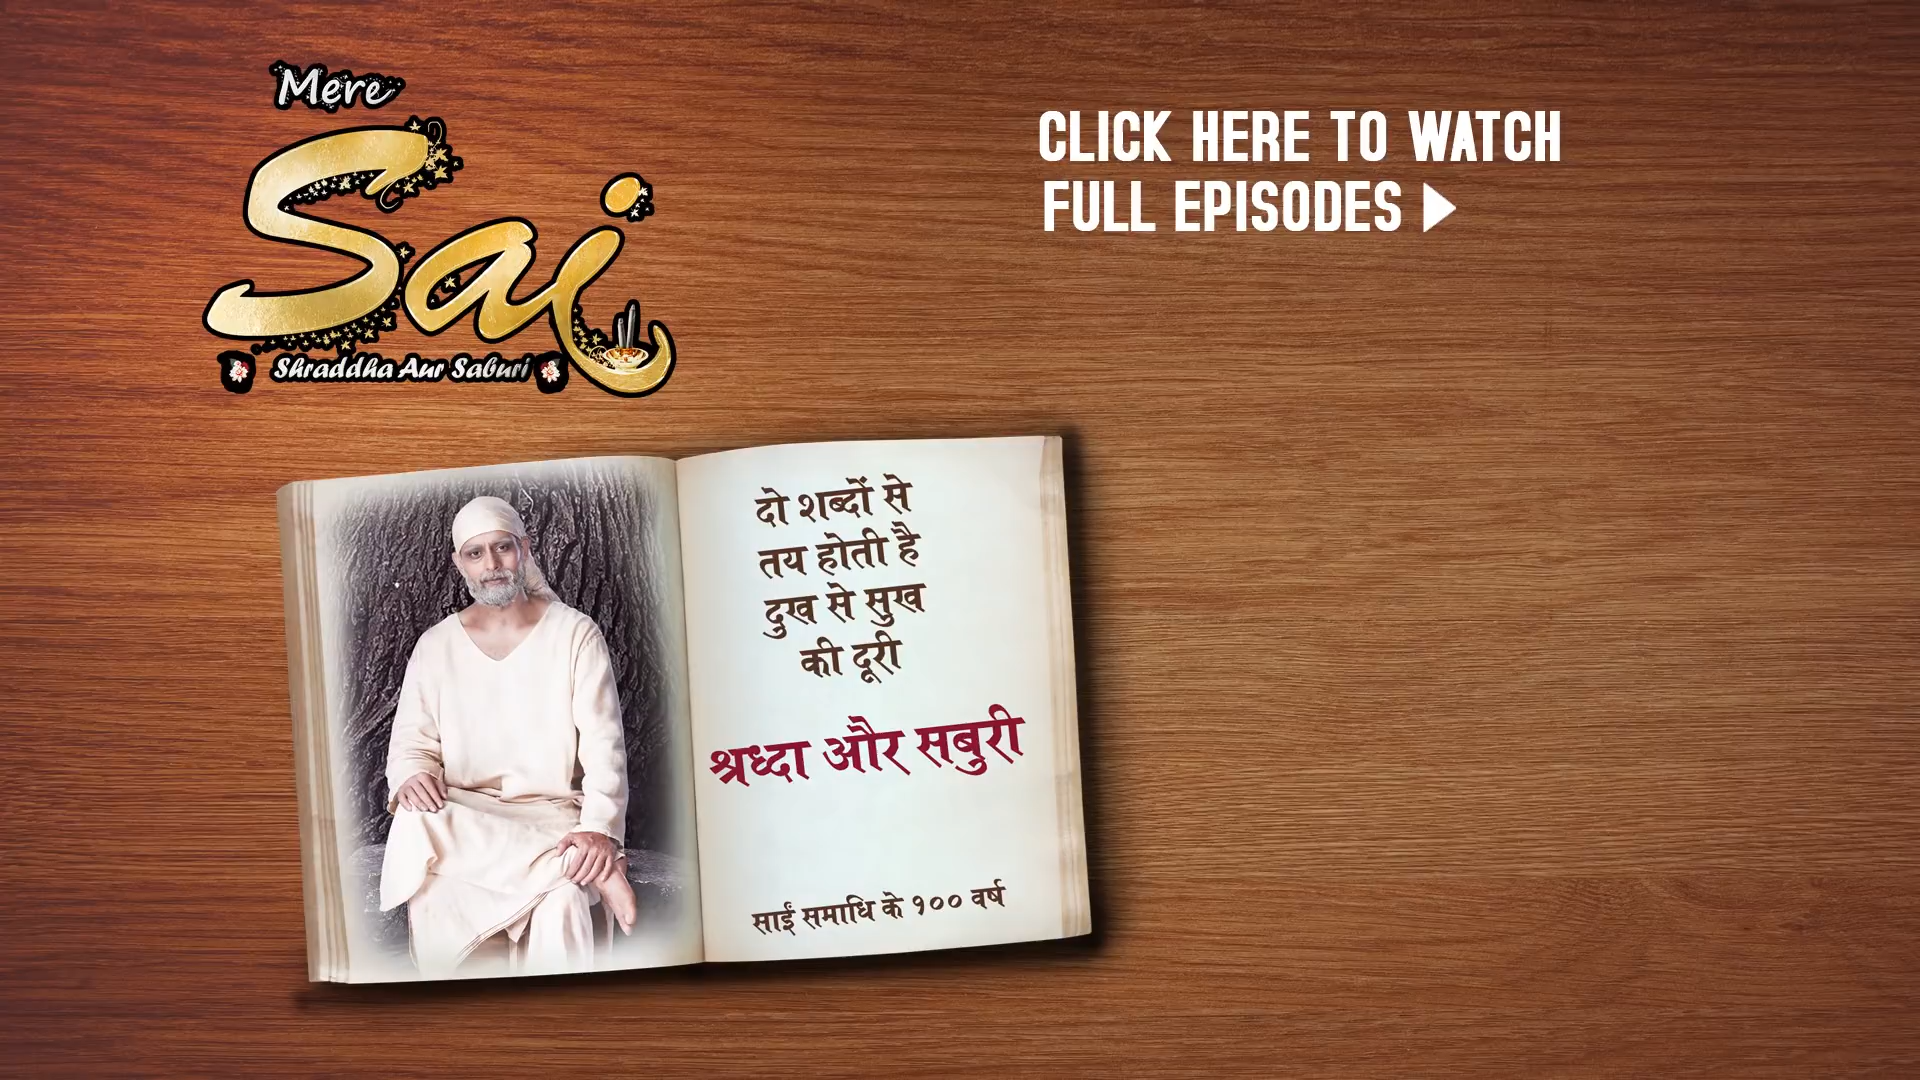 Mere
Sai
Shraddha Aur Saburi
CLICK HERE TO WATCH
FULL EPISODES
दो शब्दों से
तय होती है
दुख से सुख
की दूरी
श्रध्दा और सबुरी
साईं समाधि के १०० वर्ष